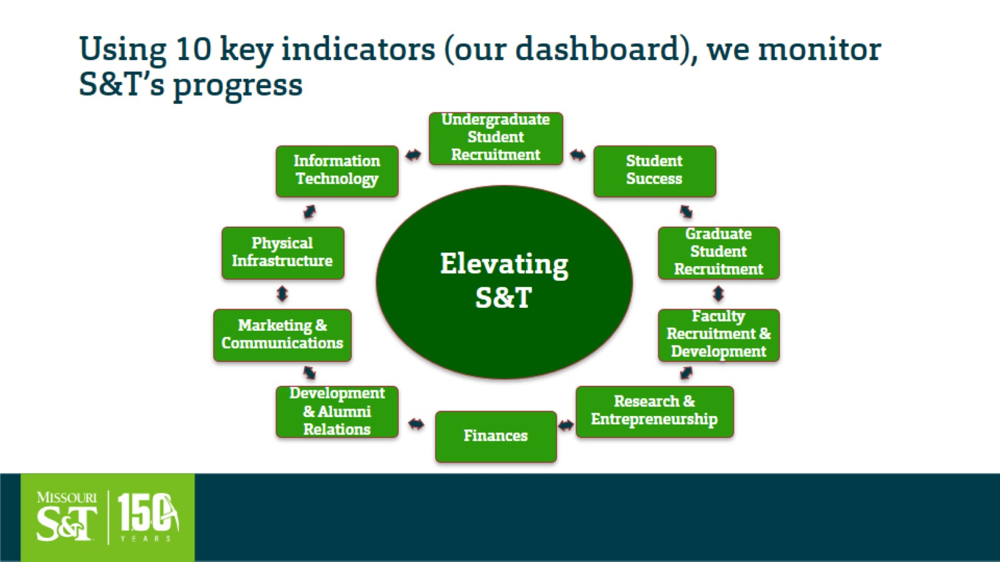 Using 10 key indicators (our dashboard), we monitor
S&T’s progress
Undergraduate
Student
Recruitment
Information
Technology
Student
Success
Physical
Infrastructure
Graduate
Student
Recruitment
Elevating
S&T
Marketing &
Communications
Faculty
Recruitment &
Development
Development
& Alumni
Relations
Research &
Entrepreneurship
Finances
MISSOURI
S&T
150
YEARS